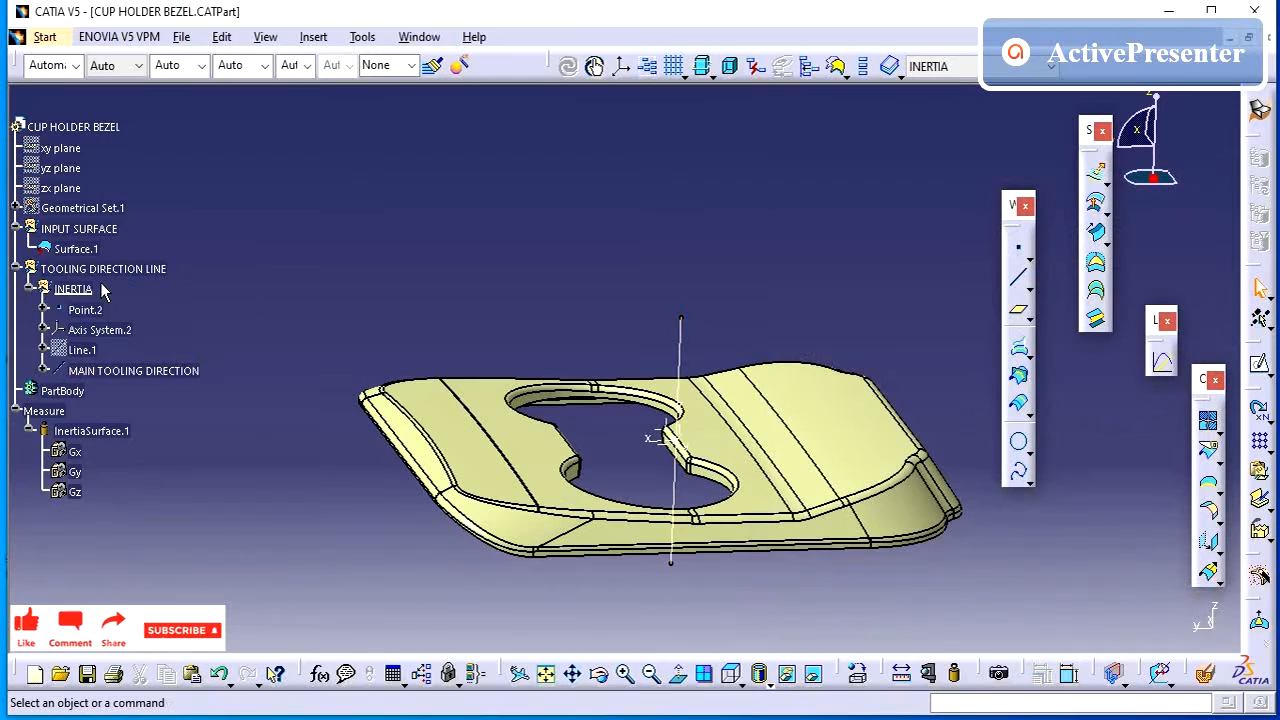 CATIA V5 - [CUP HOLDER BEZEL.CATPart]
Start ENOVIA V5 VPM File Edit View Insert Tools Window Help
ActivePresenter
Automa Auto Auto Auto Aut Aut None INERTIA
CUP HOLDER BEZEL
xy plane
yz plane
zx plane
Geometrical Set.1
INPUT SURFACE
Surface.1
TOOLING DIRECTION LINE
INERTIA
Point.2
Axis System.2
Line.1
MAIN TOOLING DIRECTION
PartBody
Measure
InertiaSurface.1
Gx
Gy
Gz
z
x
S
W
L
C
x
z
y
Like Comment Share SUBSCRIBE
CATIA
Select an object or a command